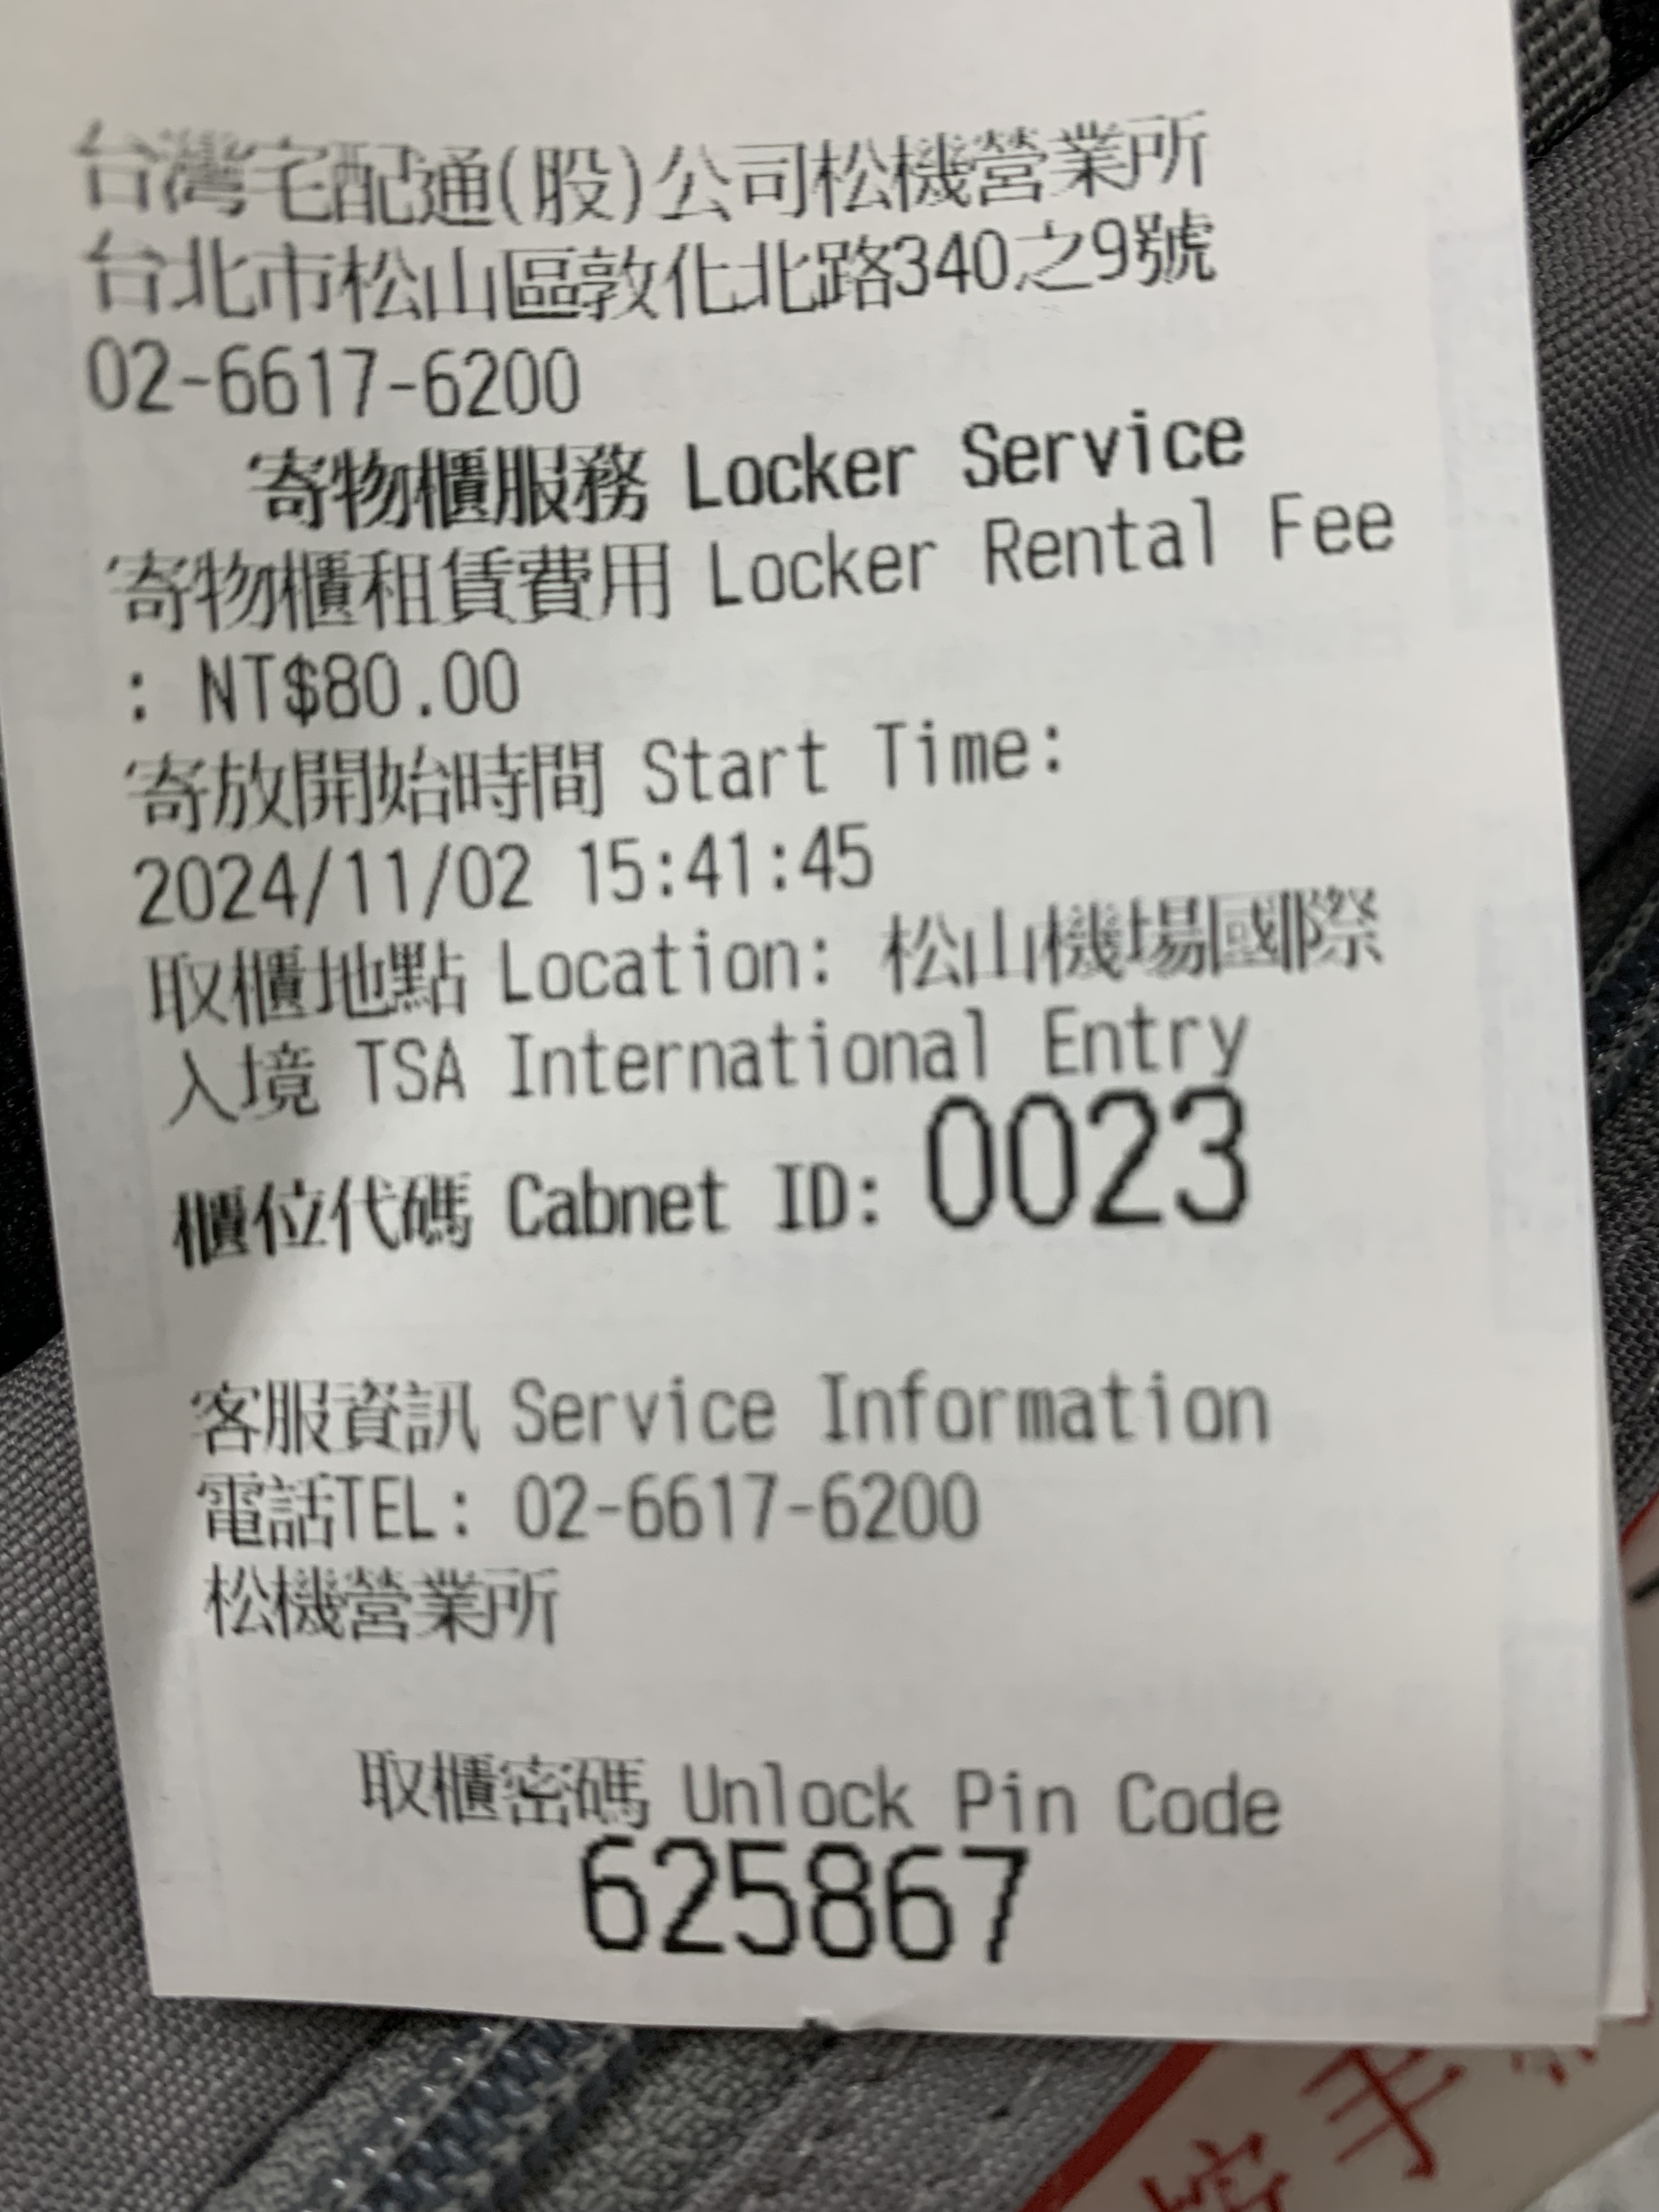 台灣宅配通(股)公司松機營業所
台北市松山區敦化北路340之9號
02-6617-6200
寄物櫃服務 Locker Service
寄物櫃租賃費用 Locker Rental Fee
: NT$80.00
寄放開始時間 Start Time:
2024/11/02 15:41:45
取櫃地點 Location: 松山機場國際
入境 TSA International Entry
櫃位代碼 Cabnet ID: 0023
客服資訊 Service Information
電話TEL: 02-6617-6200
松機營業所
取櫃密碼 Unlock Pin Code
625867
手